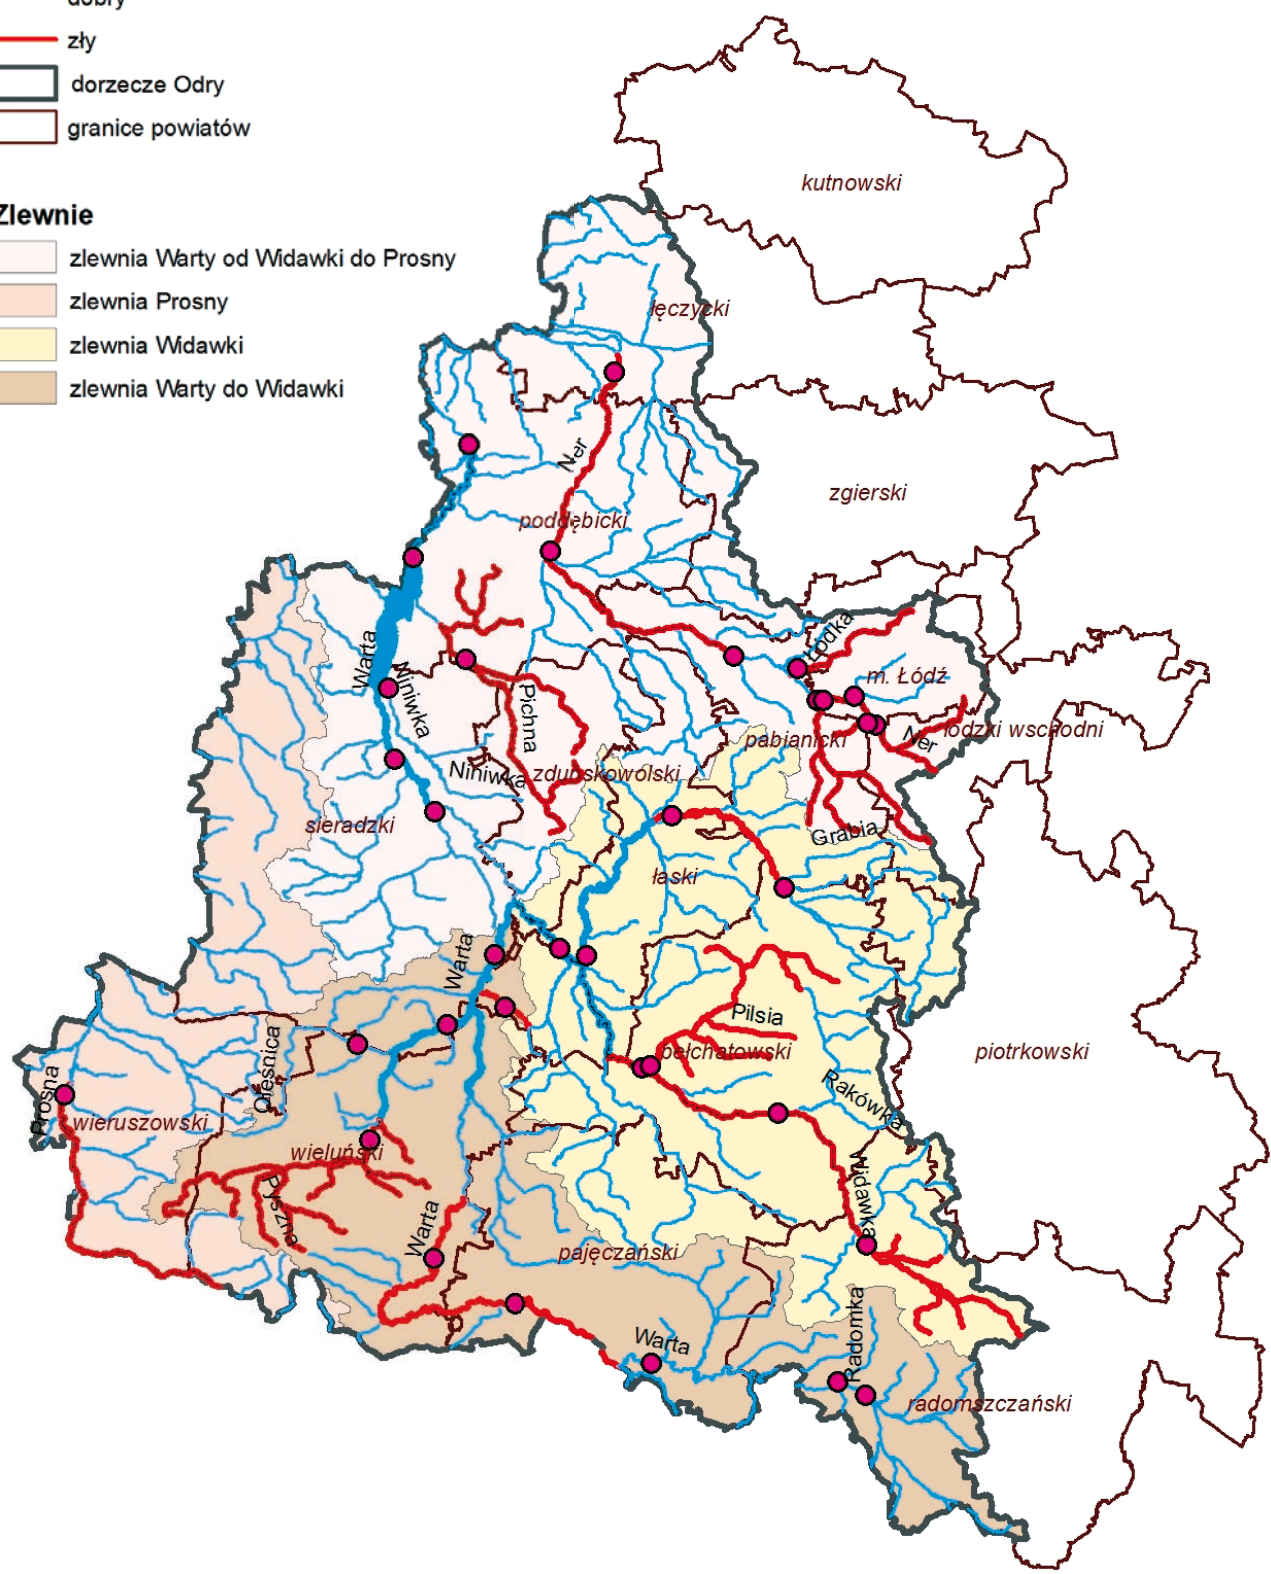 dobry
zły
dorzecze Odry
granice powiatów
Zlewnie
zlewnia Warty od Widawki do Prosny
zlewnia Prosny
zlewnia Widawki
zlewnia Warty do Widawki
kutnowski
łęczycki
Ner
zgierski
poddębicki
Łódka
Warta
Niniwka
m. Łódź
Pichna
pabianicki
Ner
łódzki wschodni
Niniwka
zduńskowolski
sieradzki
Grabia
łaski
Warta
Pilsia
bełchatowski
piotrkowski
Oleśnica
Prosna
wieruszowski
Rakówka
wieluński
Widawka
Pyszna
Warta
pajęczański
Radomka
Warta
radomszczański